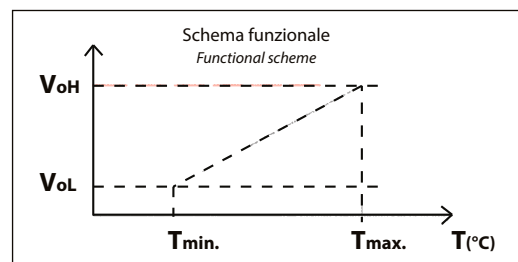 Schema funzionale
Functional scheme
VoH
VoL
Tmin.
Tmax.
T(°C)